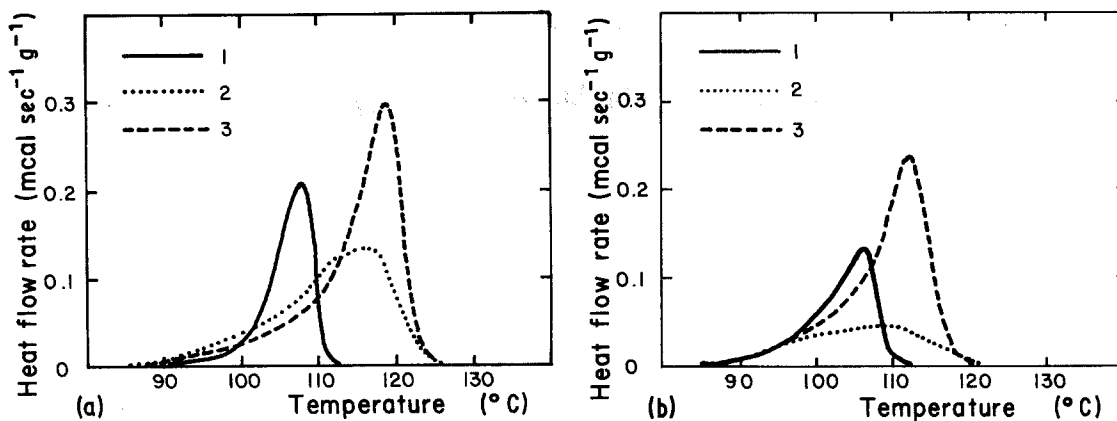 1
2
3
0.3
0.2
0.1
0
90 100 110 120 130
Heat flow rate (mcal sec⁻¹ g⁻¹)
(a) Temperature (°C)
1
2
3
0.3
0.2
0.1
0
90 100 110 120 130
Heat flow rate (mcal sec⁻¹ g⁻¹)
(b) Temperature (°C)